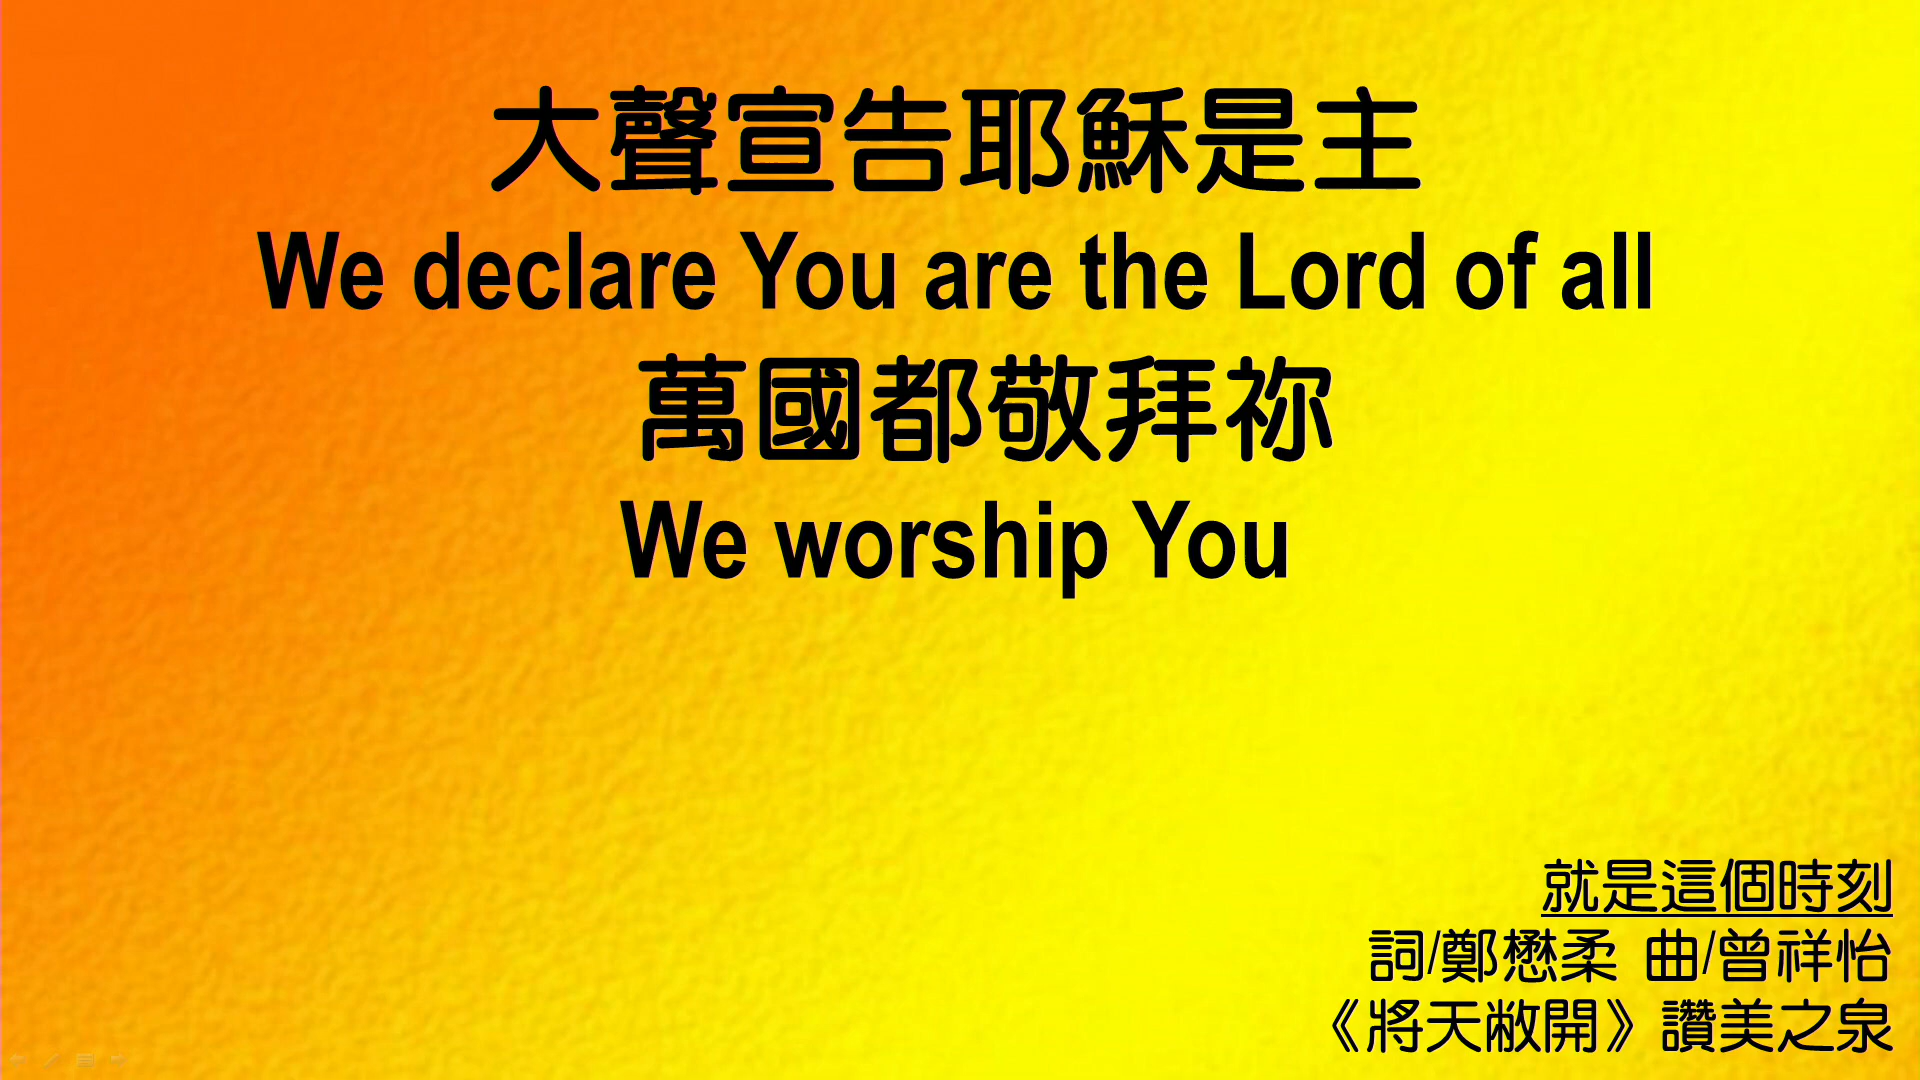 大聲宣告耶穌是主
We declare You are the Lord of all
萬國都敬拜祢
We worship You
就是這個時刻
詞/鄭懋柔 曲/曾祥怡
《將天敞開》讚美之泉